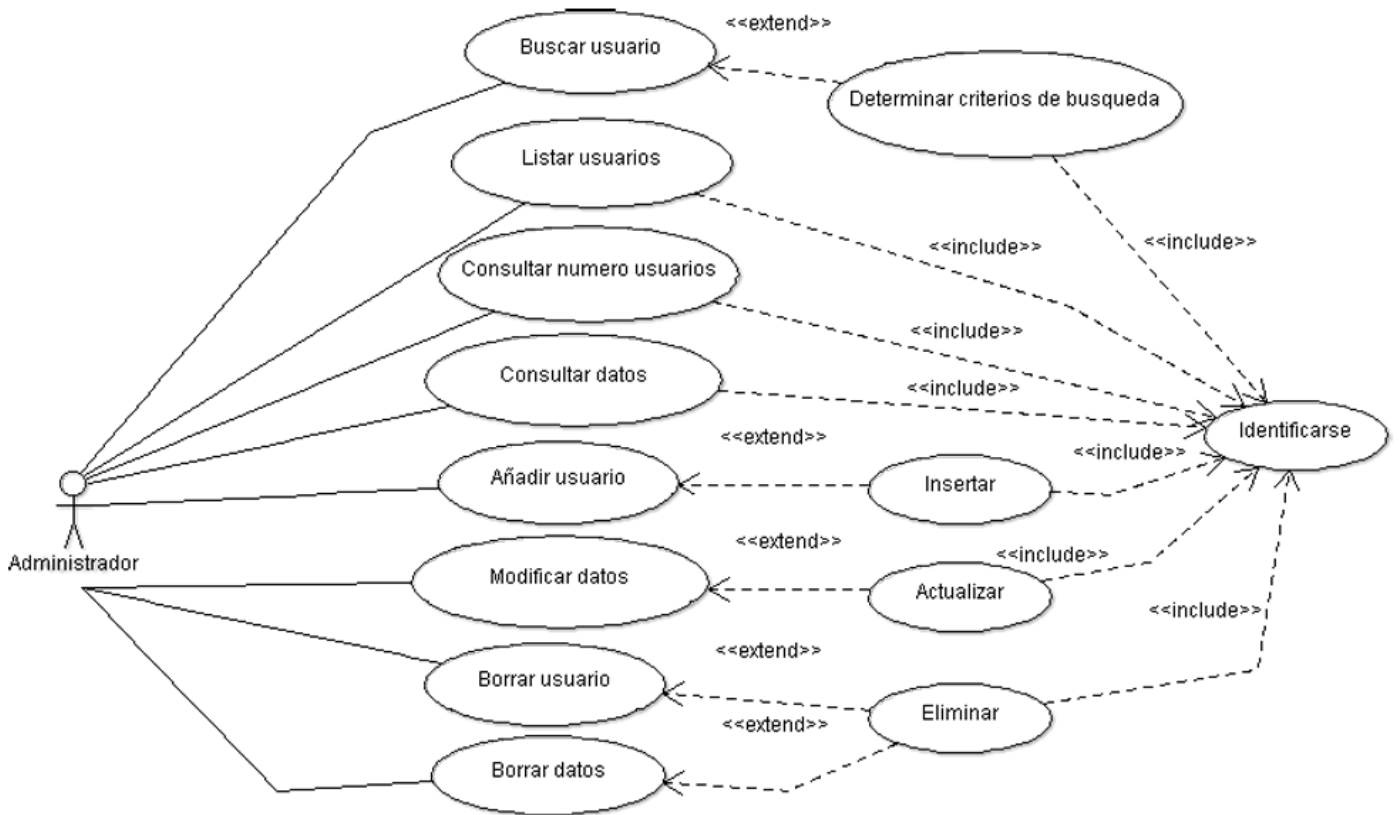 <<extend>>
Buscar usuario
Determinar criterios de busqueda
Listar usuarios
<<include>>
<<include>>
Consultar numero usuarios
<<include>>
Consultar datos
<<include>>
Identificarse
<<extend>>
<<include>>
Añadir usuario
Insertar
Administrador
<<extend>>
<<include>>
Modificar datos
Actualizar
<<include>>
<<extend>>
Borrar usuario
Eliminar
<<extend>>
Borrar datos